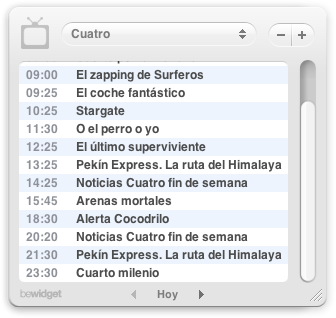 Cuatro
09:00 El zapping de Surferos
09:25 El coche fantástico
10:25 Stargate
11:30 O el perro o yo
12:25 El último superviviente
13:25 Pekín Express. La ruta del Himalaya
14:25 Noticias Cuatro fin de semana
15:45 Arenas mortales
18:30 Alerta Cocodrilo
20:20 Noticias Cuatro fin de semana
21:30 Pekín Express. La ruta del Himalaya
23:30 Cuarto milenio
bewidget Hoy